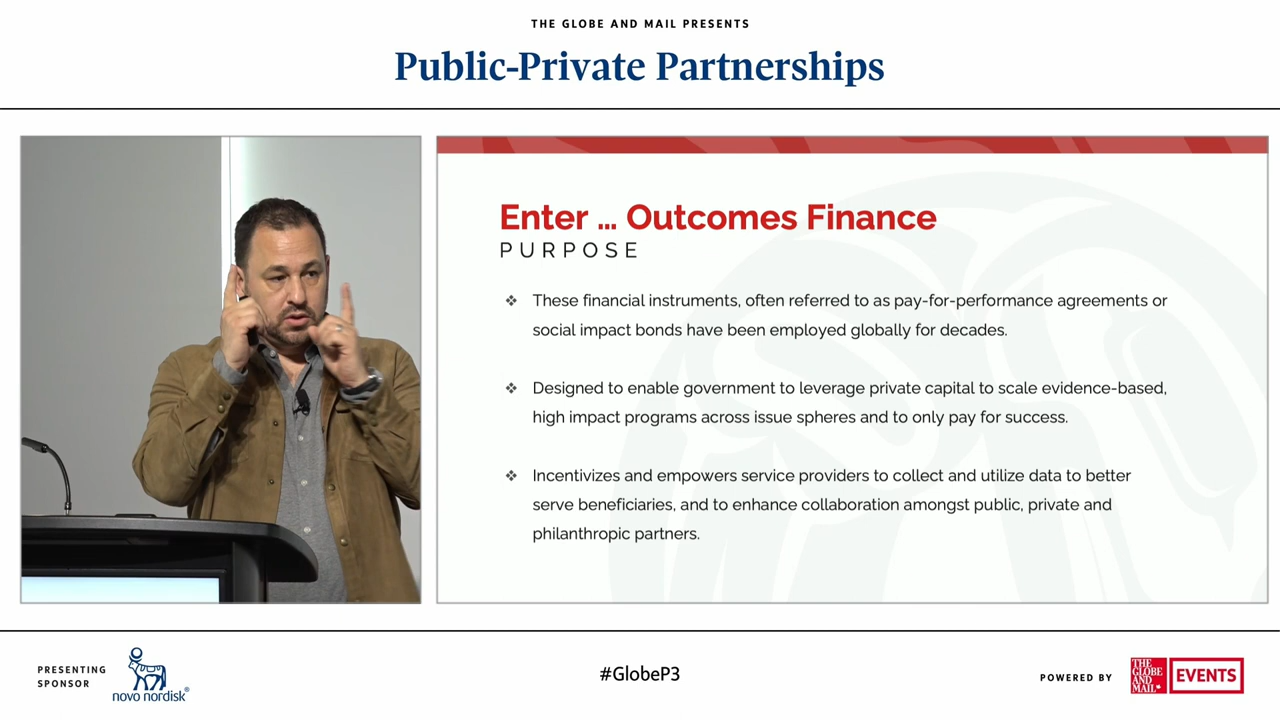 THE GLOBE AND MAIL PRESENTS
Public-Private Partnerships
Enter ... Outcomes Finance
PURPOSE
❖ These financial instruments, often referred to as pay-for-performance agreements or
social impact bonds have been employed globally for decades.
❖ Designed to enable government to leverage private capital to scale evidence-based,
high impact programs across issue spheres and to only pay for success.
❖ Incentivizes and empowers service providers to collect and utilize data to better
serve beneficiaries, and to enhance collaboration amongst public, private and
philanthropic partners.
PRESENTING
SPONSOR
novo nordisk®
#GlobeP3
POWERED BY
THE
GLOBE
AND
MAIL
EVENTS